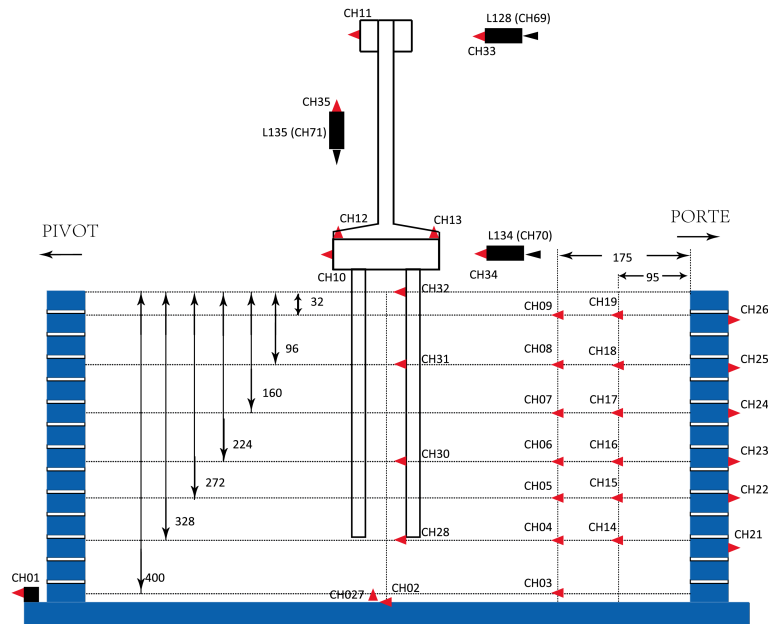 CH11
L128 (CH69)
CH33
CH35
L135 (CH71)
CH12
CH13
PIVOT
PORTE
L134 (CH70)
CH10
CH34
175
95
CH32
32
CH09
CH19
CH26
96
CH31
CH08
CH18
CH25
160
CH07
CH17
CH24
224
CH30
CH06
CH16
CH23
272
CH05
CH15
CH22
328
CH28
CH04
CH14
CH21
CH01
400
CH027
CH02
CH03